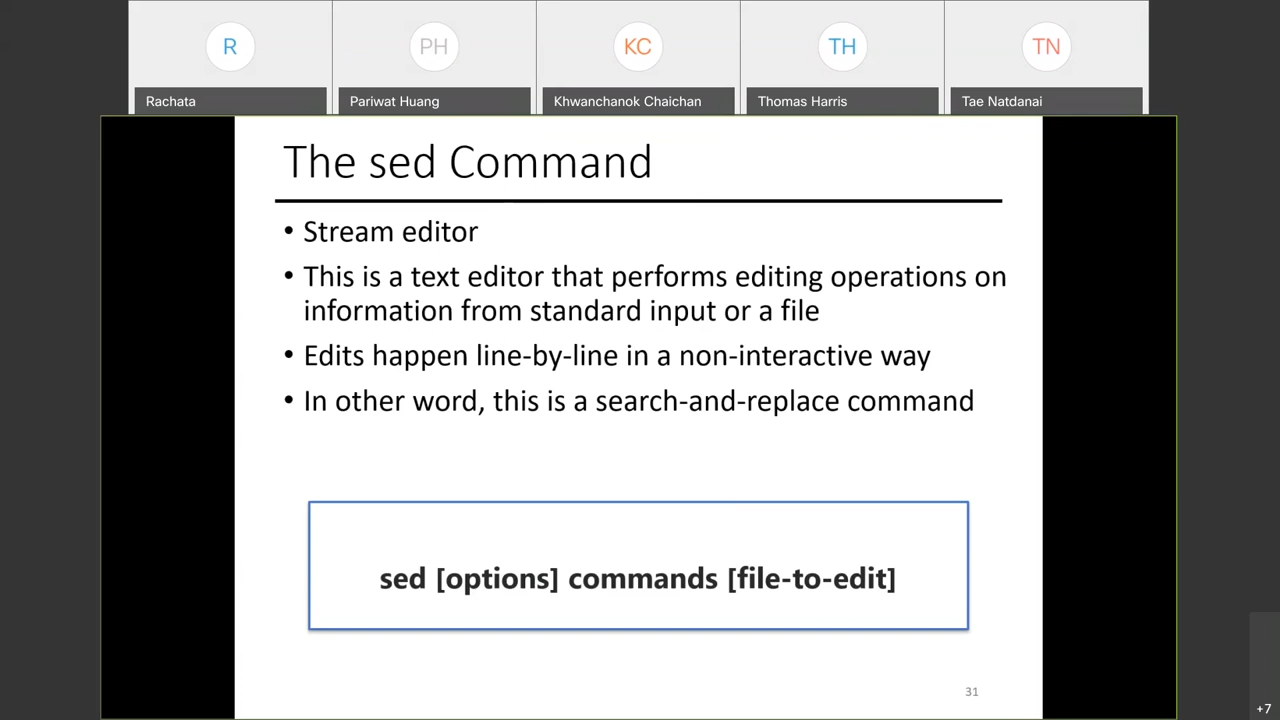 R PH KC TH TN
Rachata Pariwat Huang Khwanchanok Chaichan Thomas Harris Tae Natdanai
The sed Command
• Stream editor
• This is a text editor that performs editing operations on
information from standard input or a file
• Edits happen line-by-line in a non-interactive way
• In other word, this is a search-and-replace command
sed [options] commands [file-to-edit]
31
+7